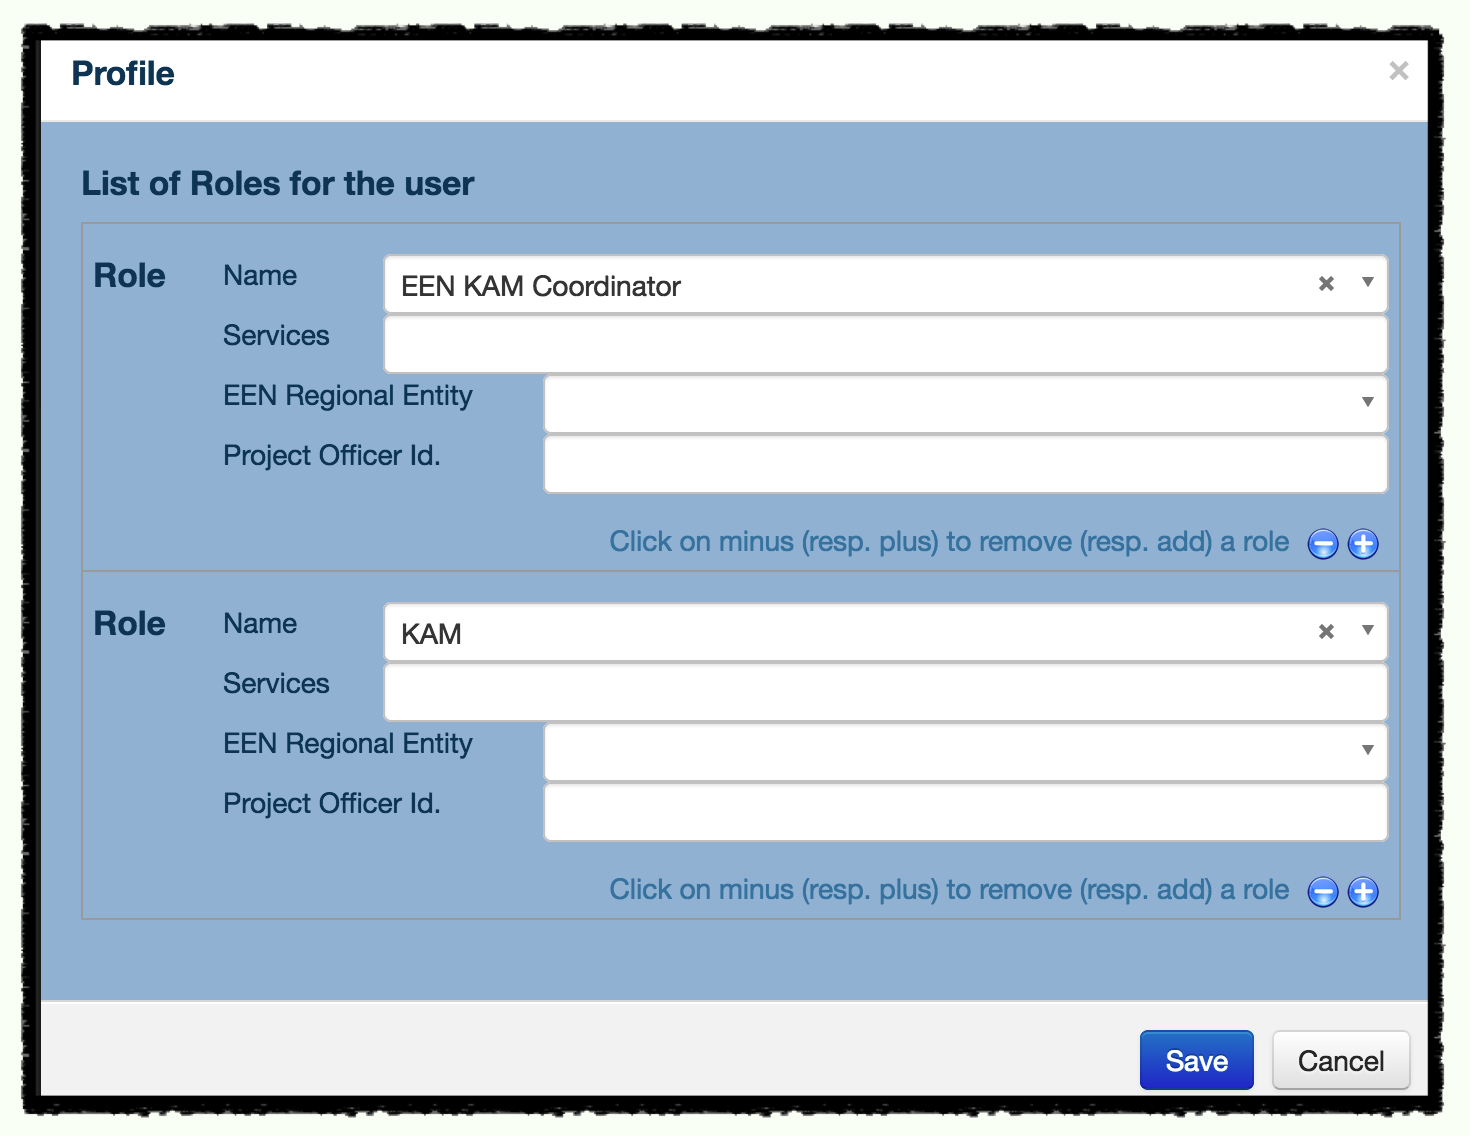 Profile
List of Roles for the user
Role Name EEN KAM Coordinator
Services
EEN Regional Entity
Project Officer Id.
Click on minus (resp. plus) to remove (resp. add) a role
Role Name KAM
Services
EEN Regional Entity
Project Officer Id.
Click on minus (resp. plus) to remove (resp. add) a role
Save Cancel